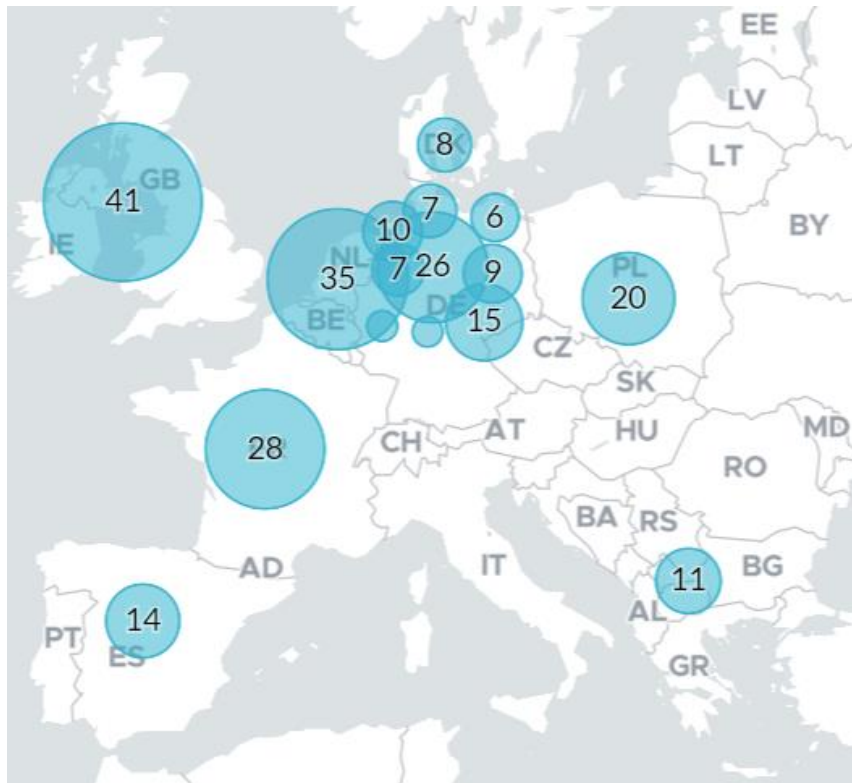 EE
LV
LT
BY
8
DK
GB
41
IE
7
6
10
NL
7
26
9
35
PL
20
DE
BE
15
CZ
SK
MD
AT
HU
CH
28
RO
BA
RS
IT
AD
BG
11
AL
14
PT
ES
GR